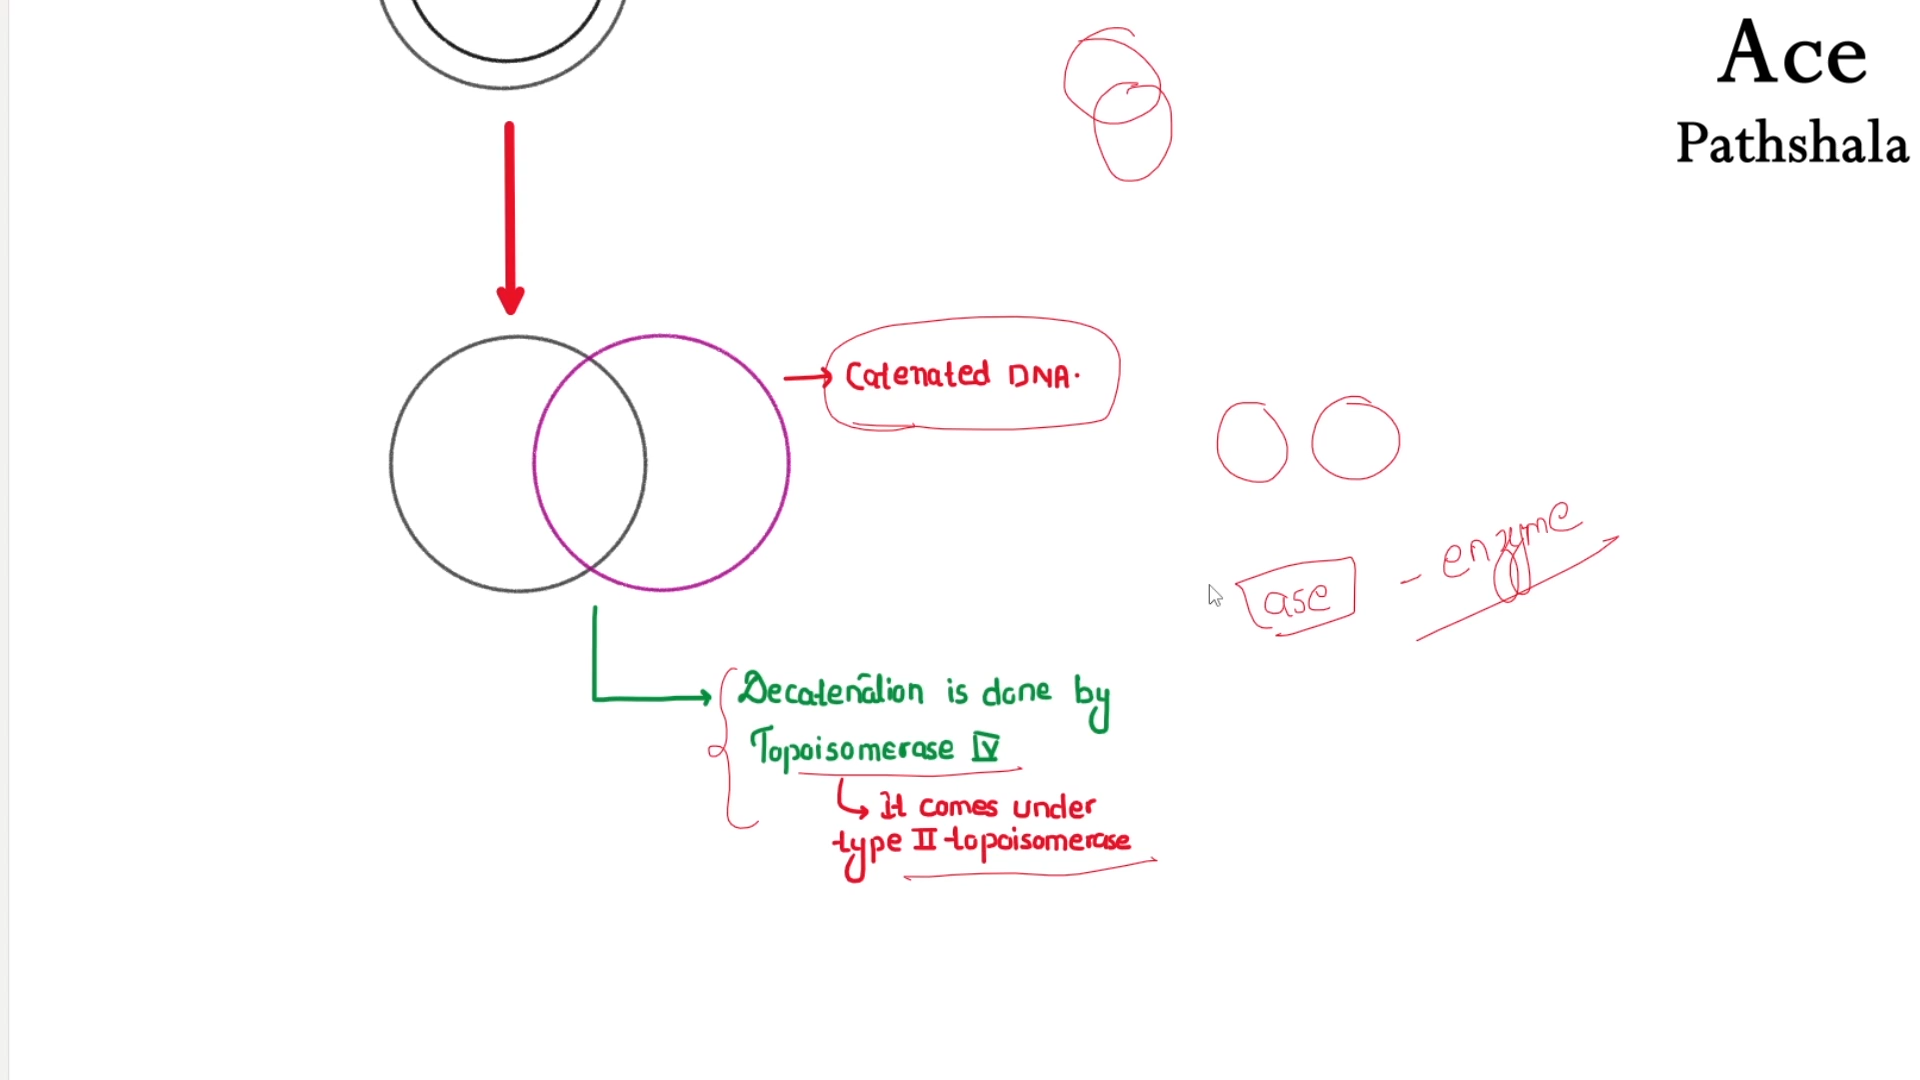 Ace
Pathshala
Catenated DNA.
ase - enzyme
Decatenation is done by
Topoisomerase IV
It comes under
type II topoisomerase